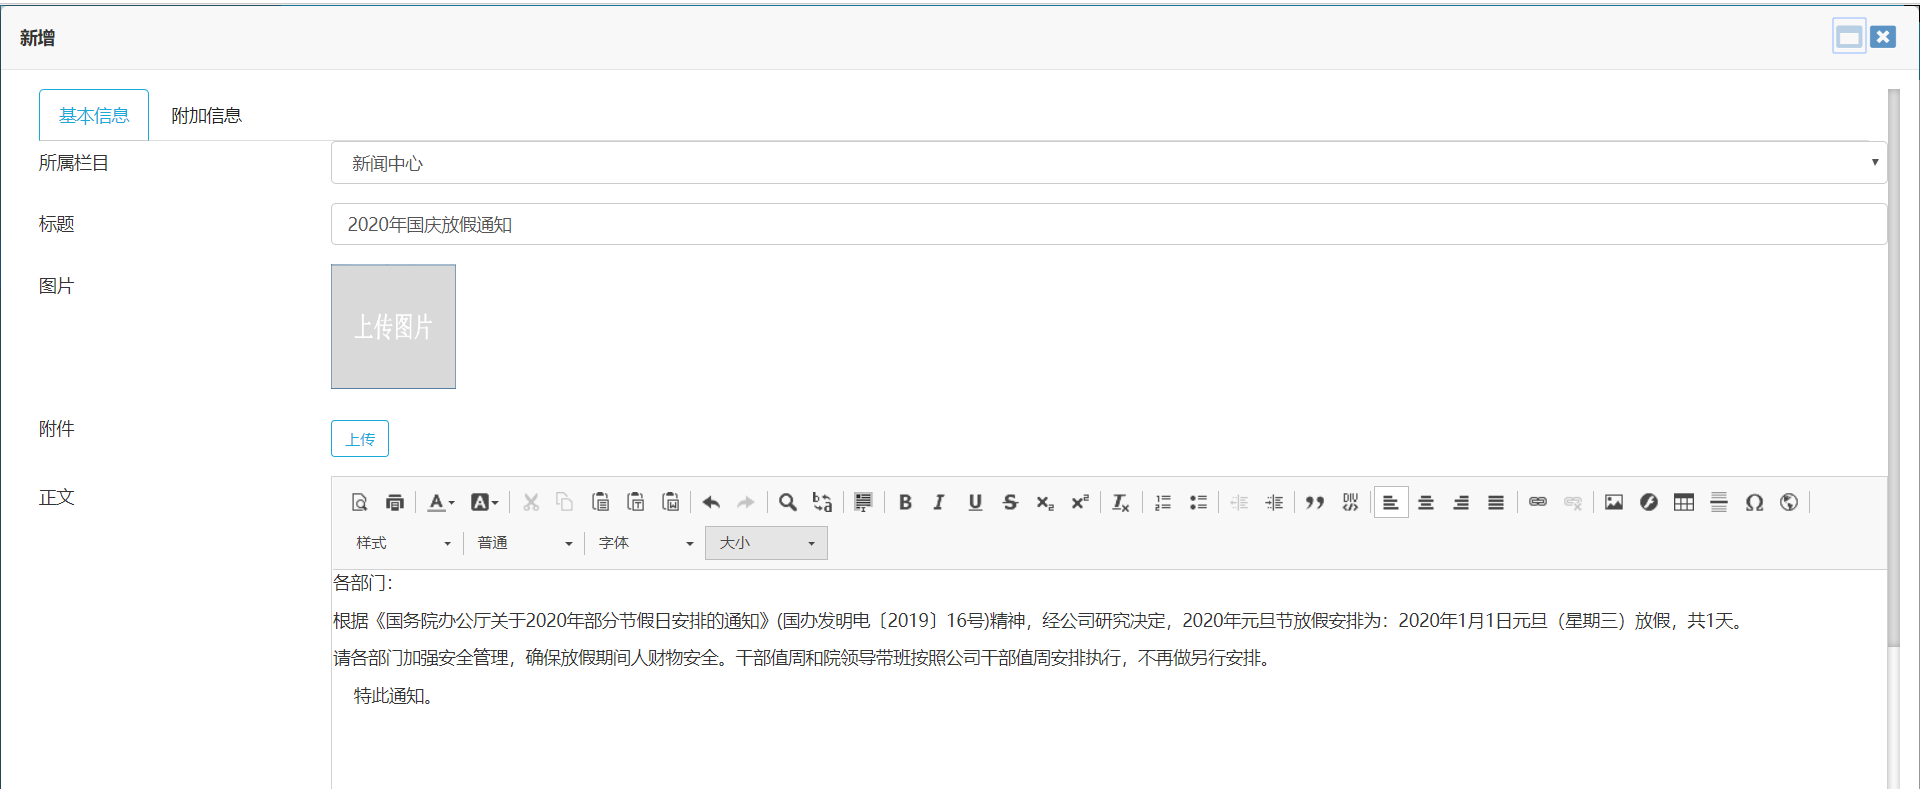 新增
基本信息 附加信息
所属栏目 新闻中心
标题 2020年国庆放假通知
图片 上传图片
附件 上传
正文
样式 普通 字体 大小
各部门：
根据《国务院办公厅关于2020年部分节假日安排的通知》(国办发明电〔2019〕16号)精神，经公司研究决定，2020年元旦节放假安排为：2020年1月1日元旦（星期三）放假，共1天。
请各部门加强安全管理，确保放假期间人财物安全。干部值周和院领导带班按照公司干部值周安排执行，不再做另行安排。
特此通知。